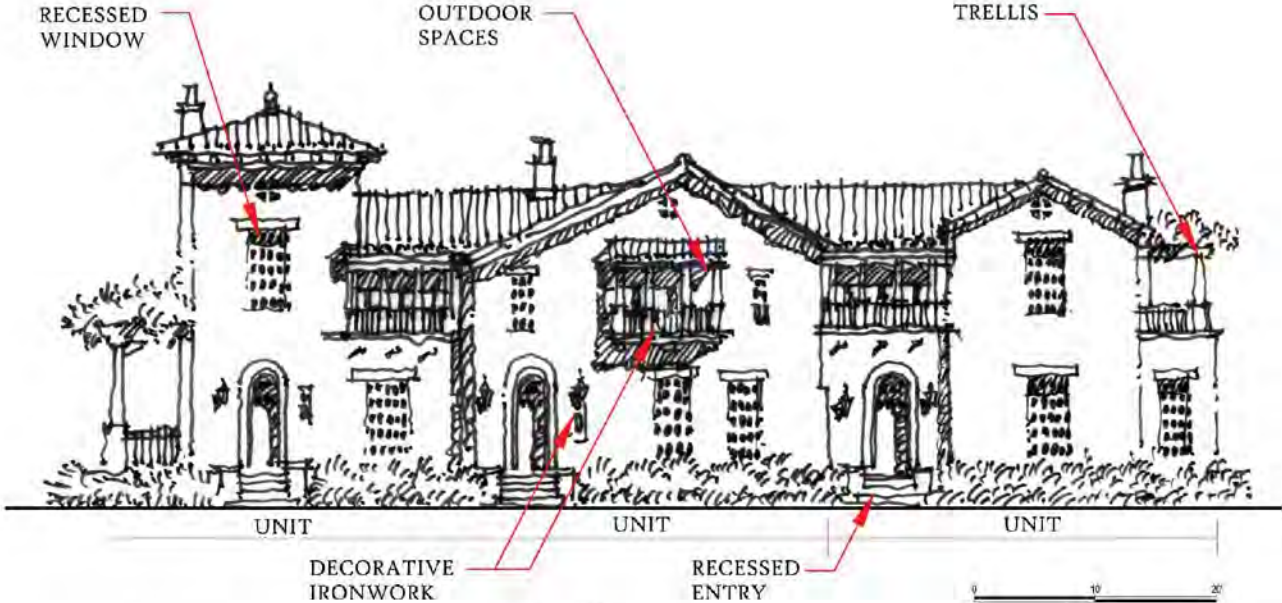 RECESSED
WINDOW
OUTDOOR
SPACES
TRELLIS
UNIT
UNIT
UNIT
DECORATIVE
IRONWORK
RECESSED
ENTRY
0 10' 20'